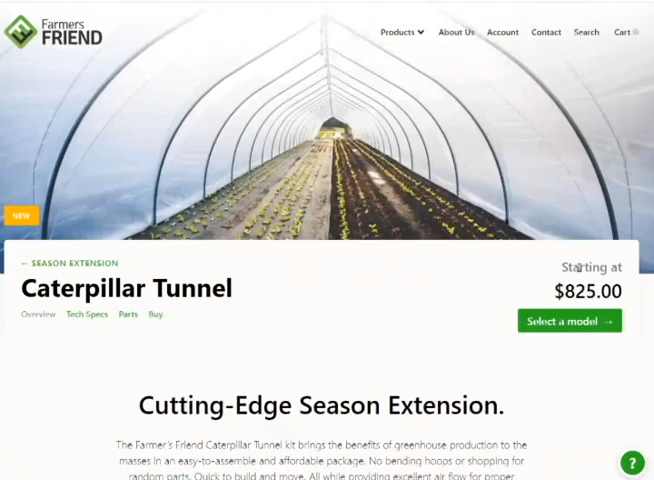 Farmers
FRIEND
Products
About Us
Account
Contact
Search
Cart
NEW
← SEASON EXTENSION
Caterpillar Tunnel
Overview
Tech Specs
Parts
Buy
Starting at
$825.00
Select a model →
Cutting-Edge Season Extension.
The Farmer's Friend Caterpillar Tunnel kit brings the benefits of greenhouse production to the
masses in an easy-to-assemble and affordable package. No bending hoops or shopping for
random parts. Quick to build and move. All while providing excellent air flow for proper
?